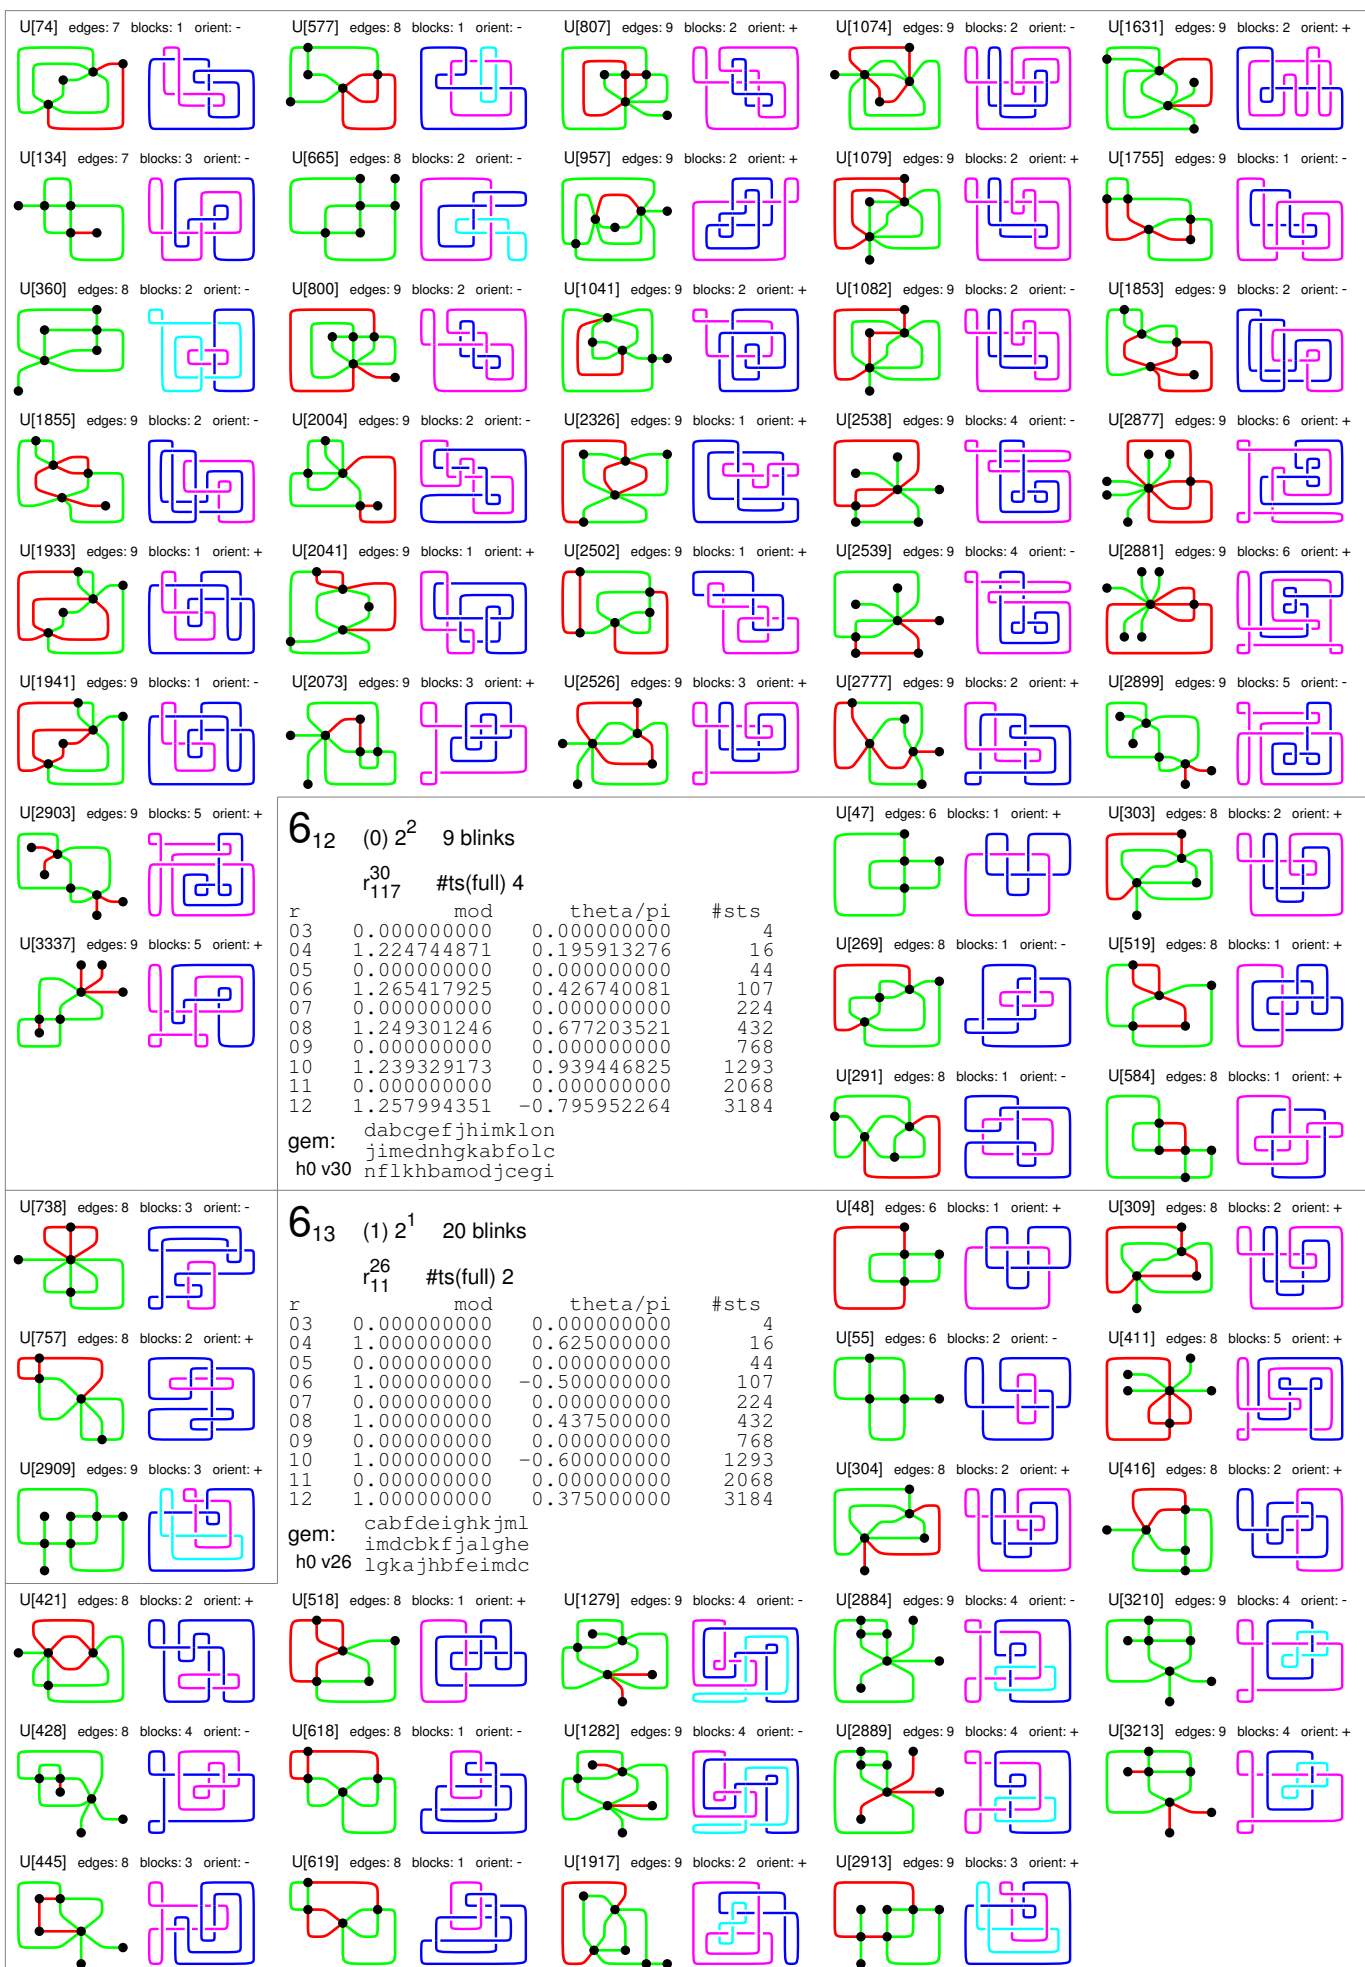 U[74] edges: 7 blocks: 1 orient: -
U[577] edges: 8 blocks: 1 orient: -
U[807] edges: 9 blocks: 2 orient: +
U[1074] edges: 9 blocks: 2 orient: -
U[1631] edges: 9 blocks: 2 orient: +
U[134] edges: 7 blocks: 3 orient: -
U[665] edges: 8 blocks: 2 orient: -
U[957] edges: 9 blocks: 2 orient: +
U[1079] edges: 9 blocks: 2 orient: +
U[1755] edges: 9 blocks: 1 orient: -
U[360] edges: 8 blocks: 2 orient: -
U[800] edges: 9 blocks: 2 orient: -
U[1041] edges: 9 blocks: 2 orient: +
U[1082] edges: 9 blocks: 2 orient: -
U[1853] edges: 9 blocks: 2 orient: -
U[1855] edges: 9 blocks: 2 orient: -
U[2004] edges: 9 blocks: 2 orient: -
U[2326] edges: 9 blocks: 1 orient: +
U[2538] edges: 9 blocks: 4 orient: -
U[2877] edges: 9 blocks: 6 orient: +
U[1933] edges: 9 blocks: 1 orient: +
U[2041] edges: 9 blocks: 1 orient: +
U[2502] edges: 9 blocks: 1 orient: +
U[2539] edges: 9 blocks: 4 orient: -
U[2881] edges: 9 blocks: 6 orient: +
U[1941] edges: 9 blocks: 1 orient: -
U[2073] edges: 9 blocks: 3 orient: +
U[2526] edges: 9 blocks: 3 orient: +
U[2777] edges: 9 blocks: 2 orient: +
U[2899] edges: 9 blocks: 5 orient: -
U[2903] edges: 9 blocks: 5 orient: +
U[3337] edges: 9 blocks: 5 orient: +
6₁₂ (0) 2² 9 blinks
r³⁰₁₁₇ #ts(full) 4
r mod theta/pi #sts
03 0.000000000 0.000000000 4
04 1.224744871 0.195913276 16
05 0.000000000 0.000000000 44
06 1.265417925 0.426740081 107
07 0.000000000 0.000000000 224
08 1.249301246 0.677203521 432
09 0.000000000 0.000000000 768
10 1.239329173 0.939446825 1293
11 0.000000000 0.000000000 2068
12 1.257994351 -0.795952264 3184
gem: dabcgefjhimklon
jimednhgkabfolc
h0 v30 nflkhbamodjcegi
U[47] edges: 6 blocks: 1 orient: +
U[303] edges: 8 blocks: 2 orient: +
U[269] edges: 8 blocks: 1 orient: -
U[519] edges: 8 blocks: 1 orient: +
U[291] edges: 8 blocks: 1 orient: -
U[584] edges: 8 blocks: 1 orient: +
U[738] edges: 8 blocks: 3 orient: -
U[757] edges: 8 blocks: 2 orient: +
U[2909] edges: 9 blocks: 3 orient: +
6₁₃ (1) 2¹ 20 blinks
r²⁶₁₁ #ts(full) 2
r mod theta/pi #sts
03 0.000000000 0.000000000 4
04 1.000000000 0.625000000 16
05 0.000000000 0.000000000 44
06 1.000000000 -0.500000000 107
07 0.000000000 0.000000000 224
08 1.000000000 0.437500000 432
09 0.000000000 0.000000000 768
10 1.000000000 -0.600000000 1293
11 0.000000000 0.000000000 2068
12 1.000000000 0.375000000 3184
gem: cabfdeighkjml
imdcbkfjalghe
h0 v26 lgkajhbfeimdc
U[48] edges: 6 blocks: 1 orient: +
U[309] edges: 8 blocks: 2 orient: +
U[55] edges: 6 blocks: 2 orient: -
U[411] edges: 8 blocks: 5 orient: +
U[304] edges: 8 blocks: 2 orient: +
U[416] edges: 8 blocks: 2 orient: +
U[421] edges: 8 blocks: 2 orient: +
U[518] edges: 8 blocks: 1 orient: +
U[1279] edges: 9 blocks: 4 orient: -
U[2884] edges: 9 blocks: 4 orient: -
U[3210] edges: 9 blocks: 4 orient: -
U[428] edges: 8 blocks: 4 orient: -
U[618] edges: 8 blocks: 1 orient: -
U[1282] edges: 9 blocks: 4 orient: -
U[2889] edges: 9 blocks: 4 orient: +
U[3213] edges: 9 blocks: 4 orient: +
U[445] edges: 8 blocks: 3 orient: -
U[619] edges: 8 blocks: 1 orient: -
U[1917] edges: 9 blocks: 2 orient: +
U[2913] edges: 9 blocks: 3 orient: +